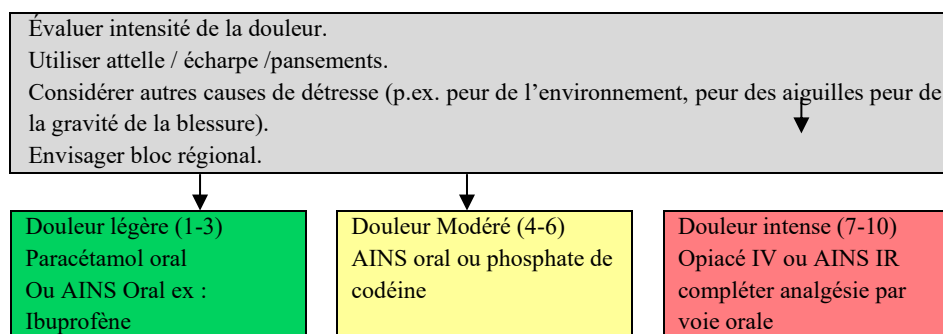 Évaluer intensité de la douleur.
Utiliser attelle / écharpe /pansements.
Considérer autres causes de détresse (p.ex. peur de l’environnement, peur des aiguilles peur de
la gravité de la blessure).
Envisager bloc régional.
Douleur légère (1-3)
Paracétamol oral
Ou AINS Oral ex :
Ibuprofène
Douleur Modéré (4-6)
AINS oral ou phosphate de
codéine
Douleur intense (7-10)
Opiacé IV ou AINS IR
compléter analgésie par
voie orale